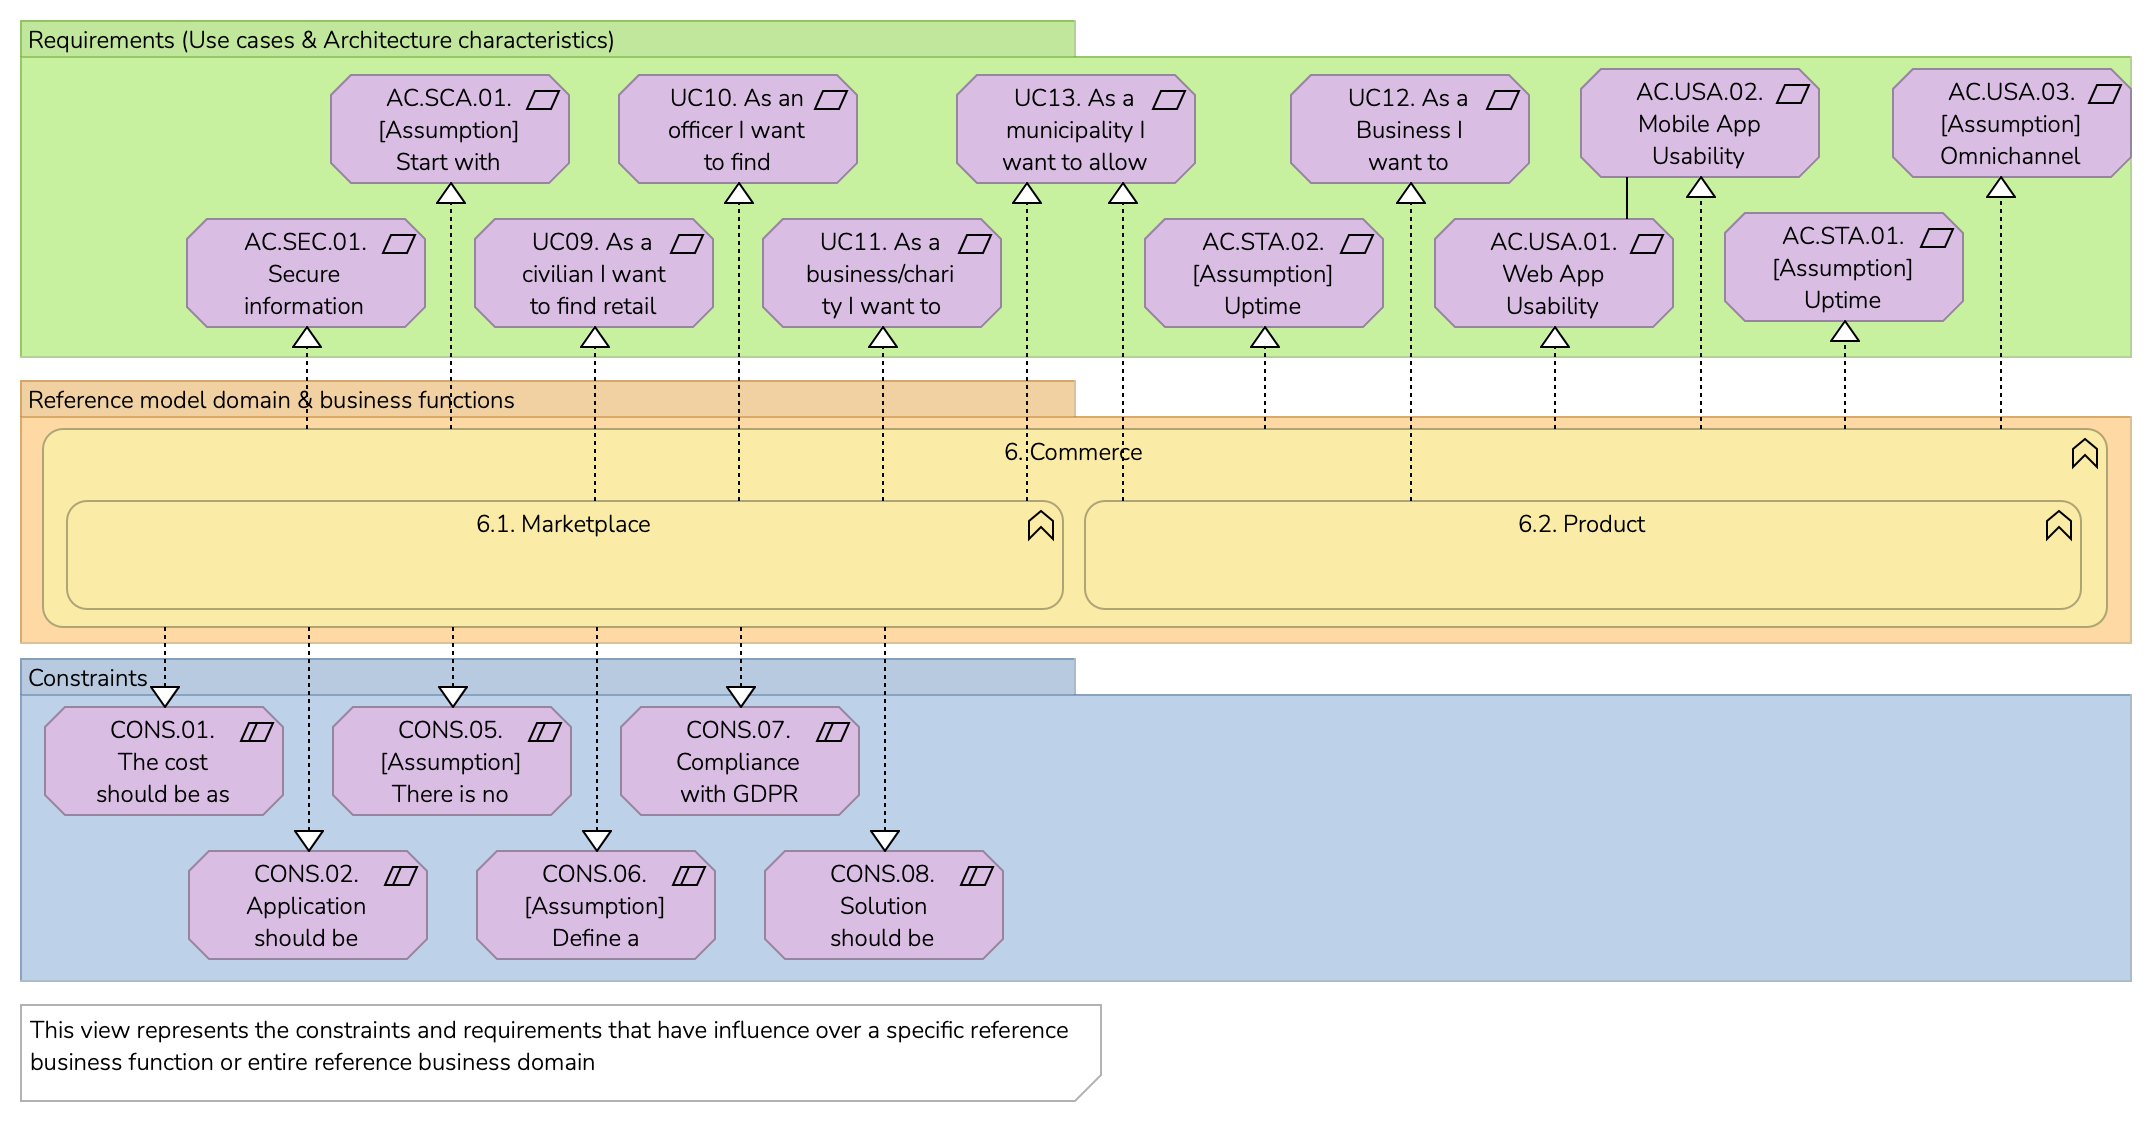 Requirements (Use cases & Architecture characteristics)
AC.SCA.01.
[Assumption]
Start with
UC10. As an
officer I want
to find
UC13. As a
municipality I
want to allow
UC12. As a
Business I
want to
AC.USA.02.
Mobile App
Usability
AC.USA.03.
[Assumption]
Omnichannel
AC.SEC.01.
Secure
information
UC09. As a
civilian I want
to find retail
UC11. As a
business/chari
ty I want to
AC.STA.02.
[Assumption]
Uptime
AC.USA.01.
Web App
Usability
AC.STA.01.
[Assumption]
Uptime
Reference model domain & business functions
6. Commerce
6.1. Marketplace
6.2. Product
Constraints
CONS.01.
The cost
should be as
CONS.05.
[Assumption]
There is no
CONS.07.
Compliance
with GDPR
CONS.02.
Application
should be
CONS.06.
[Assumption]
Define a
CONS.08.
Solution
should be
This view represents the constraints and requirements that have influence over a specific reference
business function or entire reference business domain